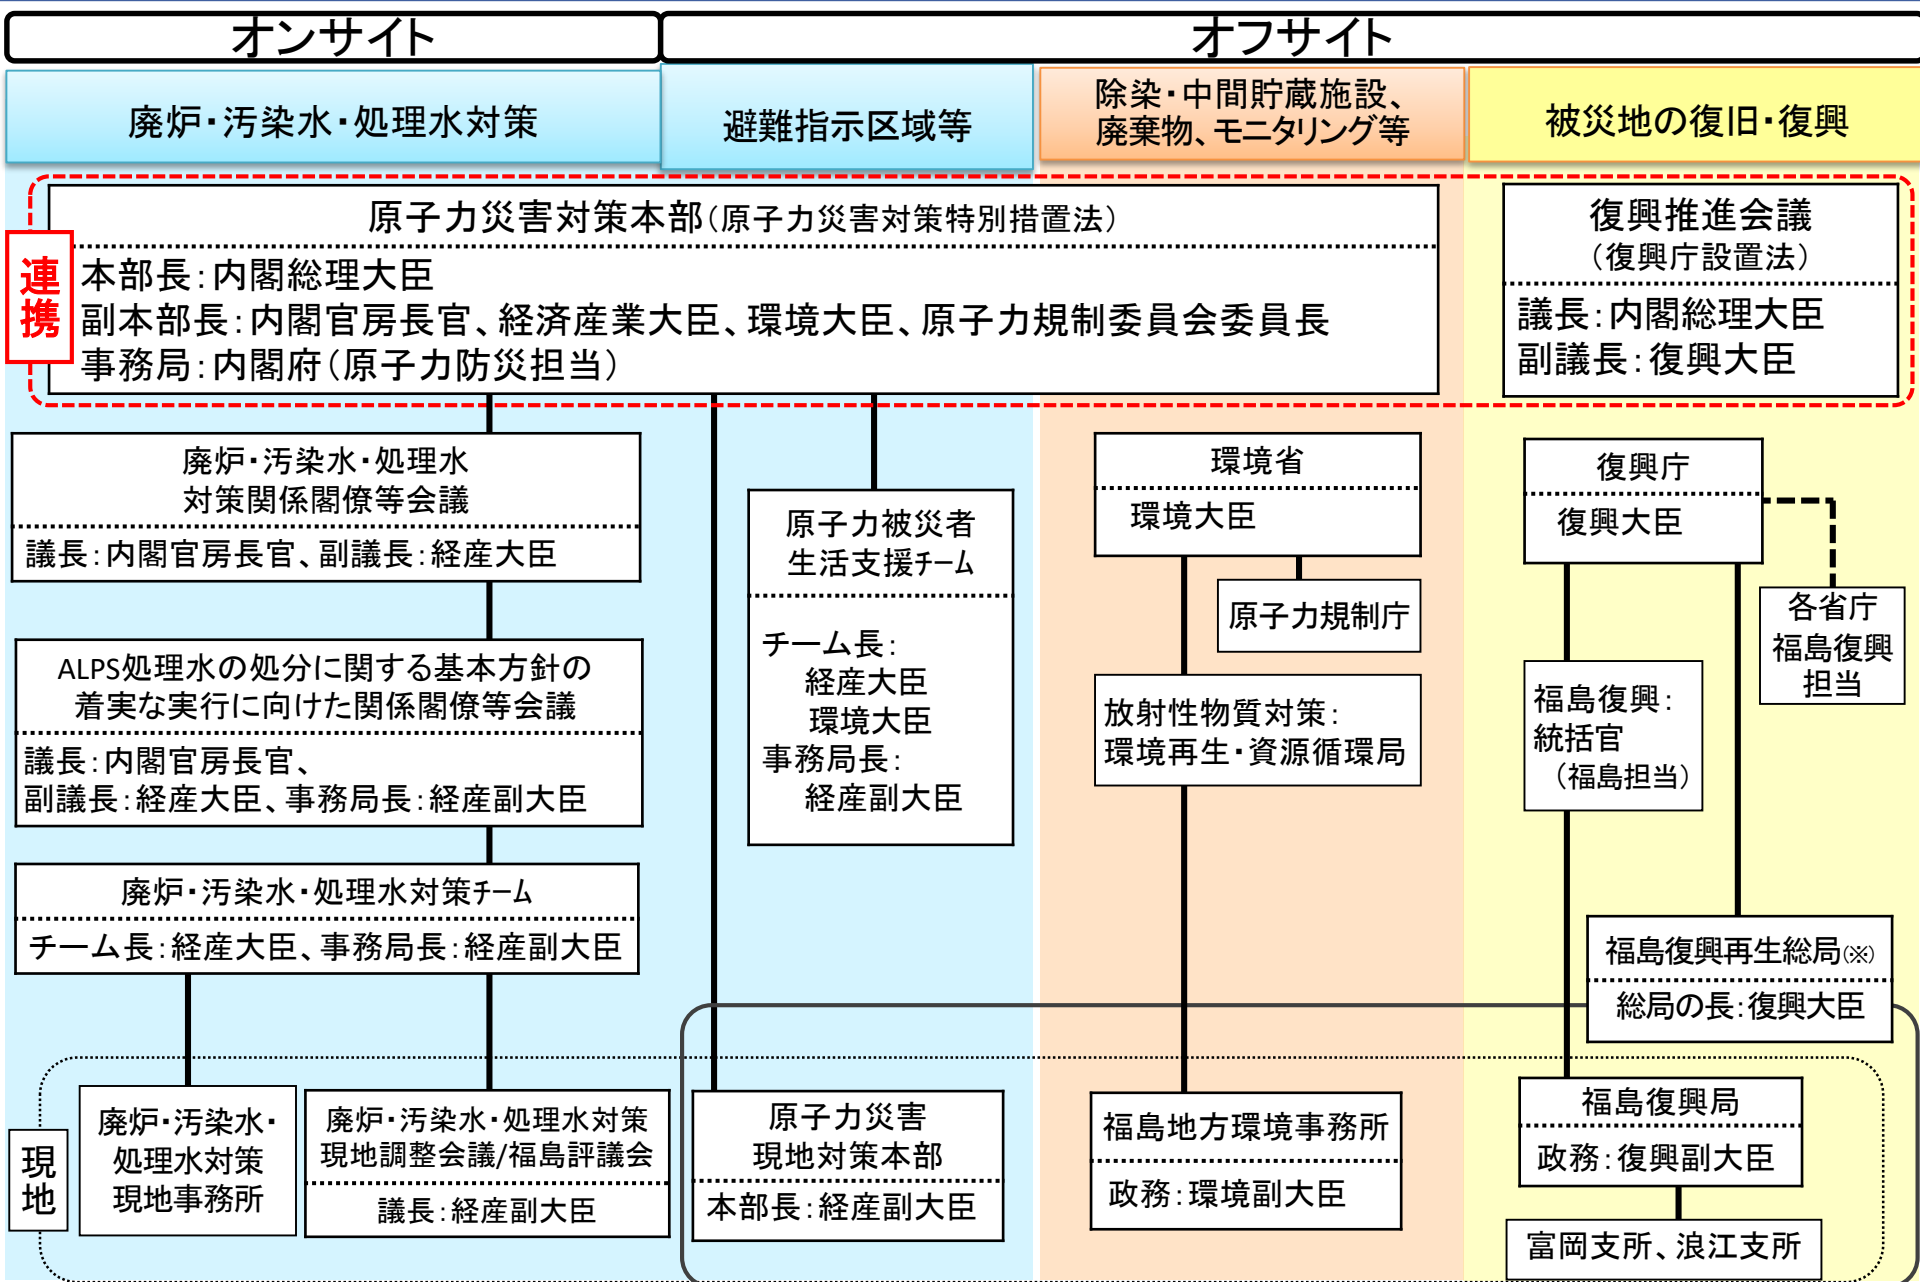 オンサイト
オフサイト
廃炉・汚染水・処理水対策
避難指示区域等
除染・中間貯蔵施設、
廃棄物、モニタリング等
被災地の復旧・復興
連携
原子力災害対策本部(原子力災害対策特別措置法)
本部長:内閣総理大臣
副本部長:内閣官房長官、経済産業大臣、環境大臣、原子力規制委員会委員長
事務局:内閣府(原子力防災担当)
復興推進会議
(復興庁設置法)
議長:内閣総理大臣
副議長:復興大臣
廃炉・汚染水・処理水
対策関係閣僚等会議
議長:内閣官房長官、副議長:経産大臣
ALPS処理水の処分に関する基本方針の
着実な実行に向けた関係閣僚等会議
議長:内閣官房長官、
副議長:経産大臣、事務局長:経産副大臣
廃炉・汚染水・処理水対策チーム
チーム長:経産大臣、事務局長:経産副大臣
原子力被災者
生活支援チーム
チーム長:
経産大臣
環境大臣
事務局長:
経産副大臣
環境省
環境大臣
原子力規制庁
放射性物質対策:
環境再生・資源循環局
復興庁
復興大臣
各省庁
福島復興
担当
福島復興:
統括官
(福島担当)
福島復興再生総局(※)
総局の長:復興大臣
現地
廃炉・汚染水・
処理水対策
現地事務所
廃炉・汚染水・処理水対策
現地調整会議/福島評議会
議長:経産副大臣
原子力災害
現地対策本部
本部長:経産副大臣
福島地方環境事務所
政務:環境副大臣
福島復興局
政務:復興副大臣
富岡支所、浪江支所